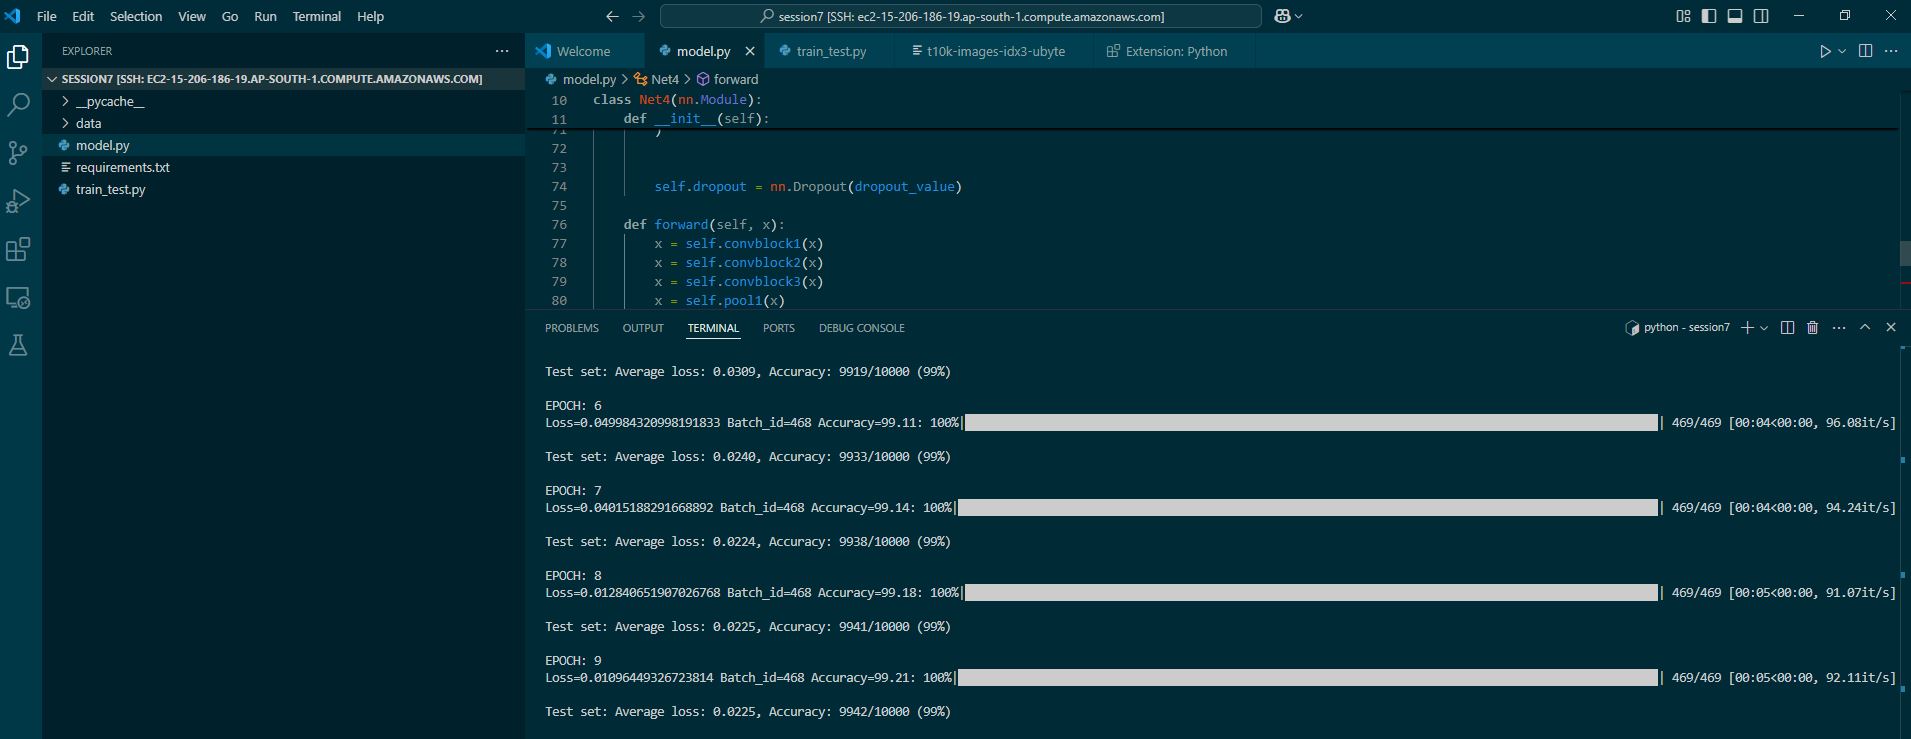 File Edit Selection View Go Run Terminal Help
session7 [SSH: ec2-15-206-186-19.ap-south-1.compute.amazonaws.com]
EXPLORER
SESSION7 [SSH: EC2-15-206-186-19.AP-SOUTH-1.COMPUTE.AMAZONAWS.COM]
__pycache__
data
model.py
requirements.txt
train_test.py
Welcome model.py train_test.py t10k-images-idx3-ubyte Extension: Python
model.py > Net4 > forward
10 class Net4(nn.Module):
11 def __init__(self):
71 )
72
73
74 self.dropout = nn.Dropout(dropout_value)
75
76 def forward(self, x):
77 x = self.convblock1(x)
78 x = self.convblock2(x)
79 x = self.convblock3(x)
80 x = self.pool1(x)
PROBLEMS OUTPUT TERMINAL PORTS DEBUG CONSOLE python - session7
Test set: Average loss: 0.0309, Accuracy: 9919/10000 (99%)
EPOCH: 6
Loss=0.049984320998191833 Batch_id=468 Accuracy=99.11: 100%| | 469/469 [00:04<00:00, 96.08it/s]
Test set: Average loss: 0.0240, Accuracy: 9933/10000 (99%)
EPOCH: 7
Loss=0.04015188291668892 Batch_id=468 Accuracy=99.14: 100%| | 469/469 [00:04<00:00, 94.24it/s]
Test set: Average loss: 0.0224, Accuracy: 9938/10000 (99%)
EPOCH: 8
Loss=0.012840651907026768 Batch_id=468 Accuracy=99.18: 100%| | 469/469 [00:05<00:00, 91.07it/s]
Test set: Average loss: 0.0225, Accuracy: 9941/10000 (99%)
EPOCH: 9
Loss=0.01096449326723814 Batch_id=468 Accuracy=99.21: 100%| | 469/469 [00:05<00:00, 92.11it/s]
Test set: Average loss: 0.0225, Accuracy: 9942/10000 (99%)